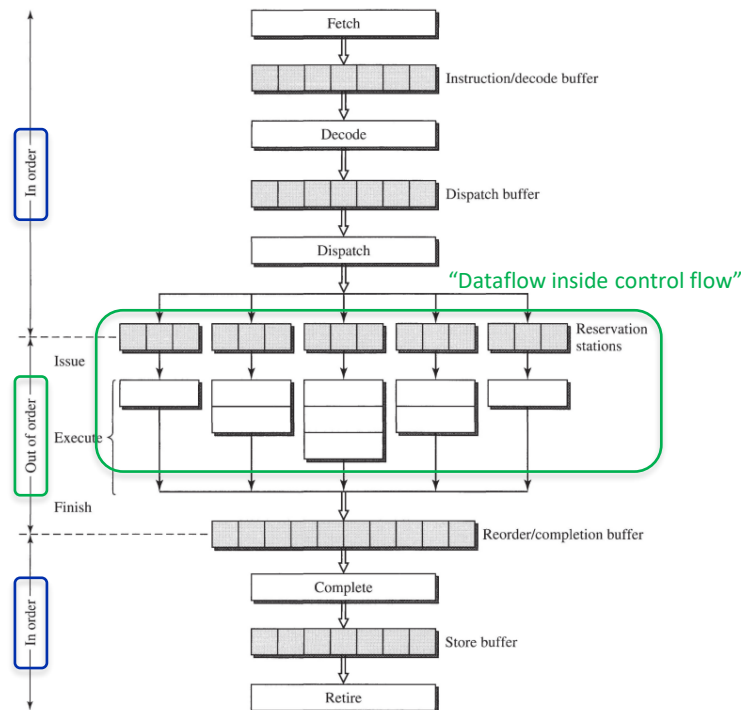 Fetch
Instruction/decode buffer
Decode
In order
Dispatch buffer
Dispatch
“Dataflow inside control flow”
Reservation
stations
Issue
Out of order
Execute
Finish
Reorder/completion buffer
Complete
In order
Store buffer
Retire